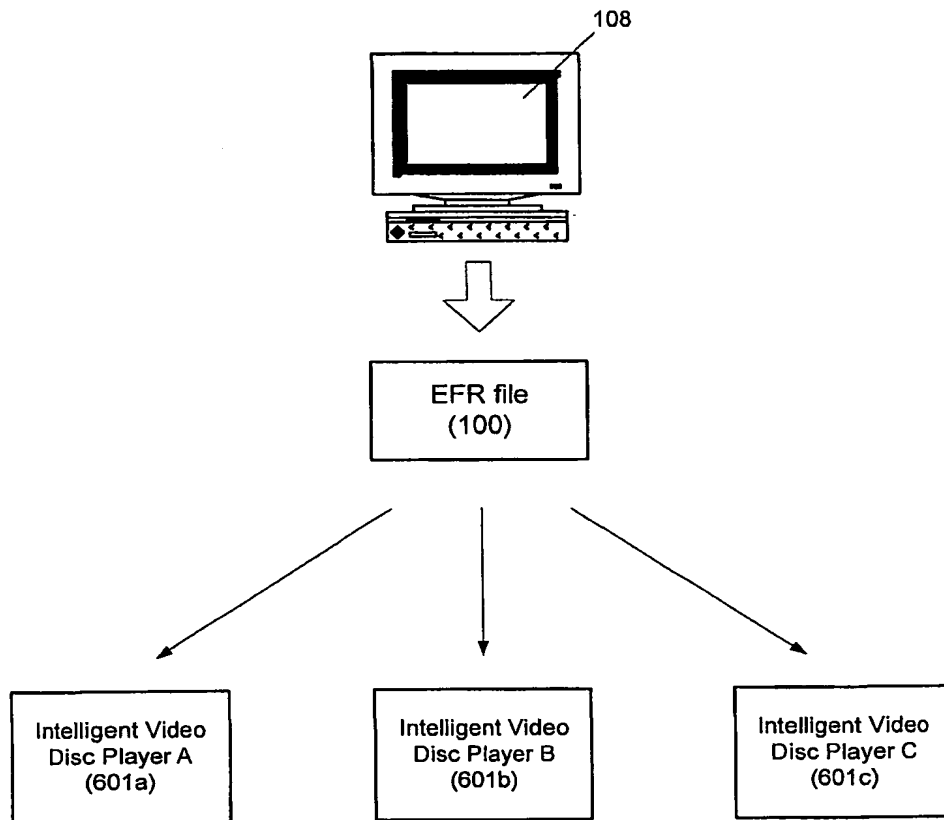 108
EFR file
(100)
Intelligent Video
Disc Player A
(601a)
Intelligent Video
Disc Player B
(601b)
Intelligent Video
Disc Player C
(601c)